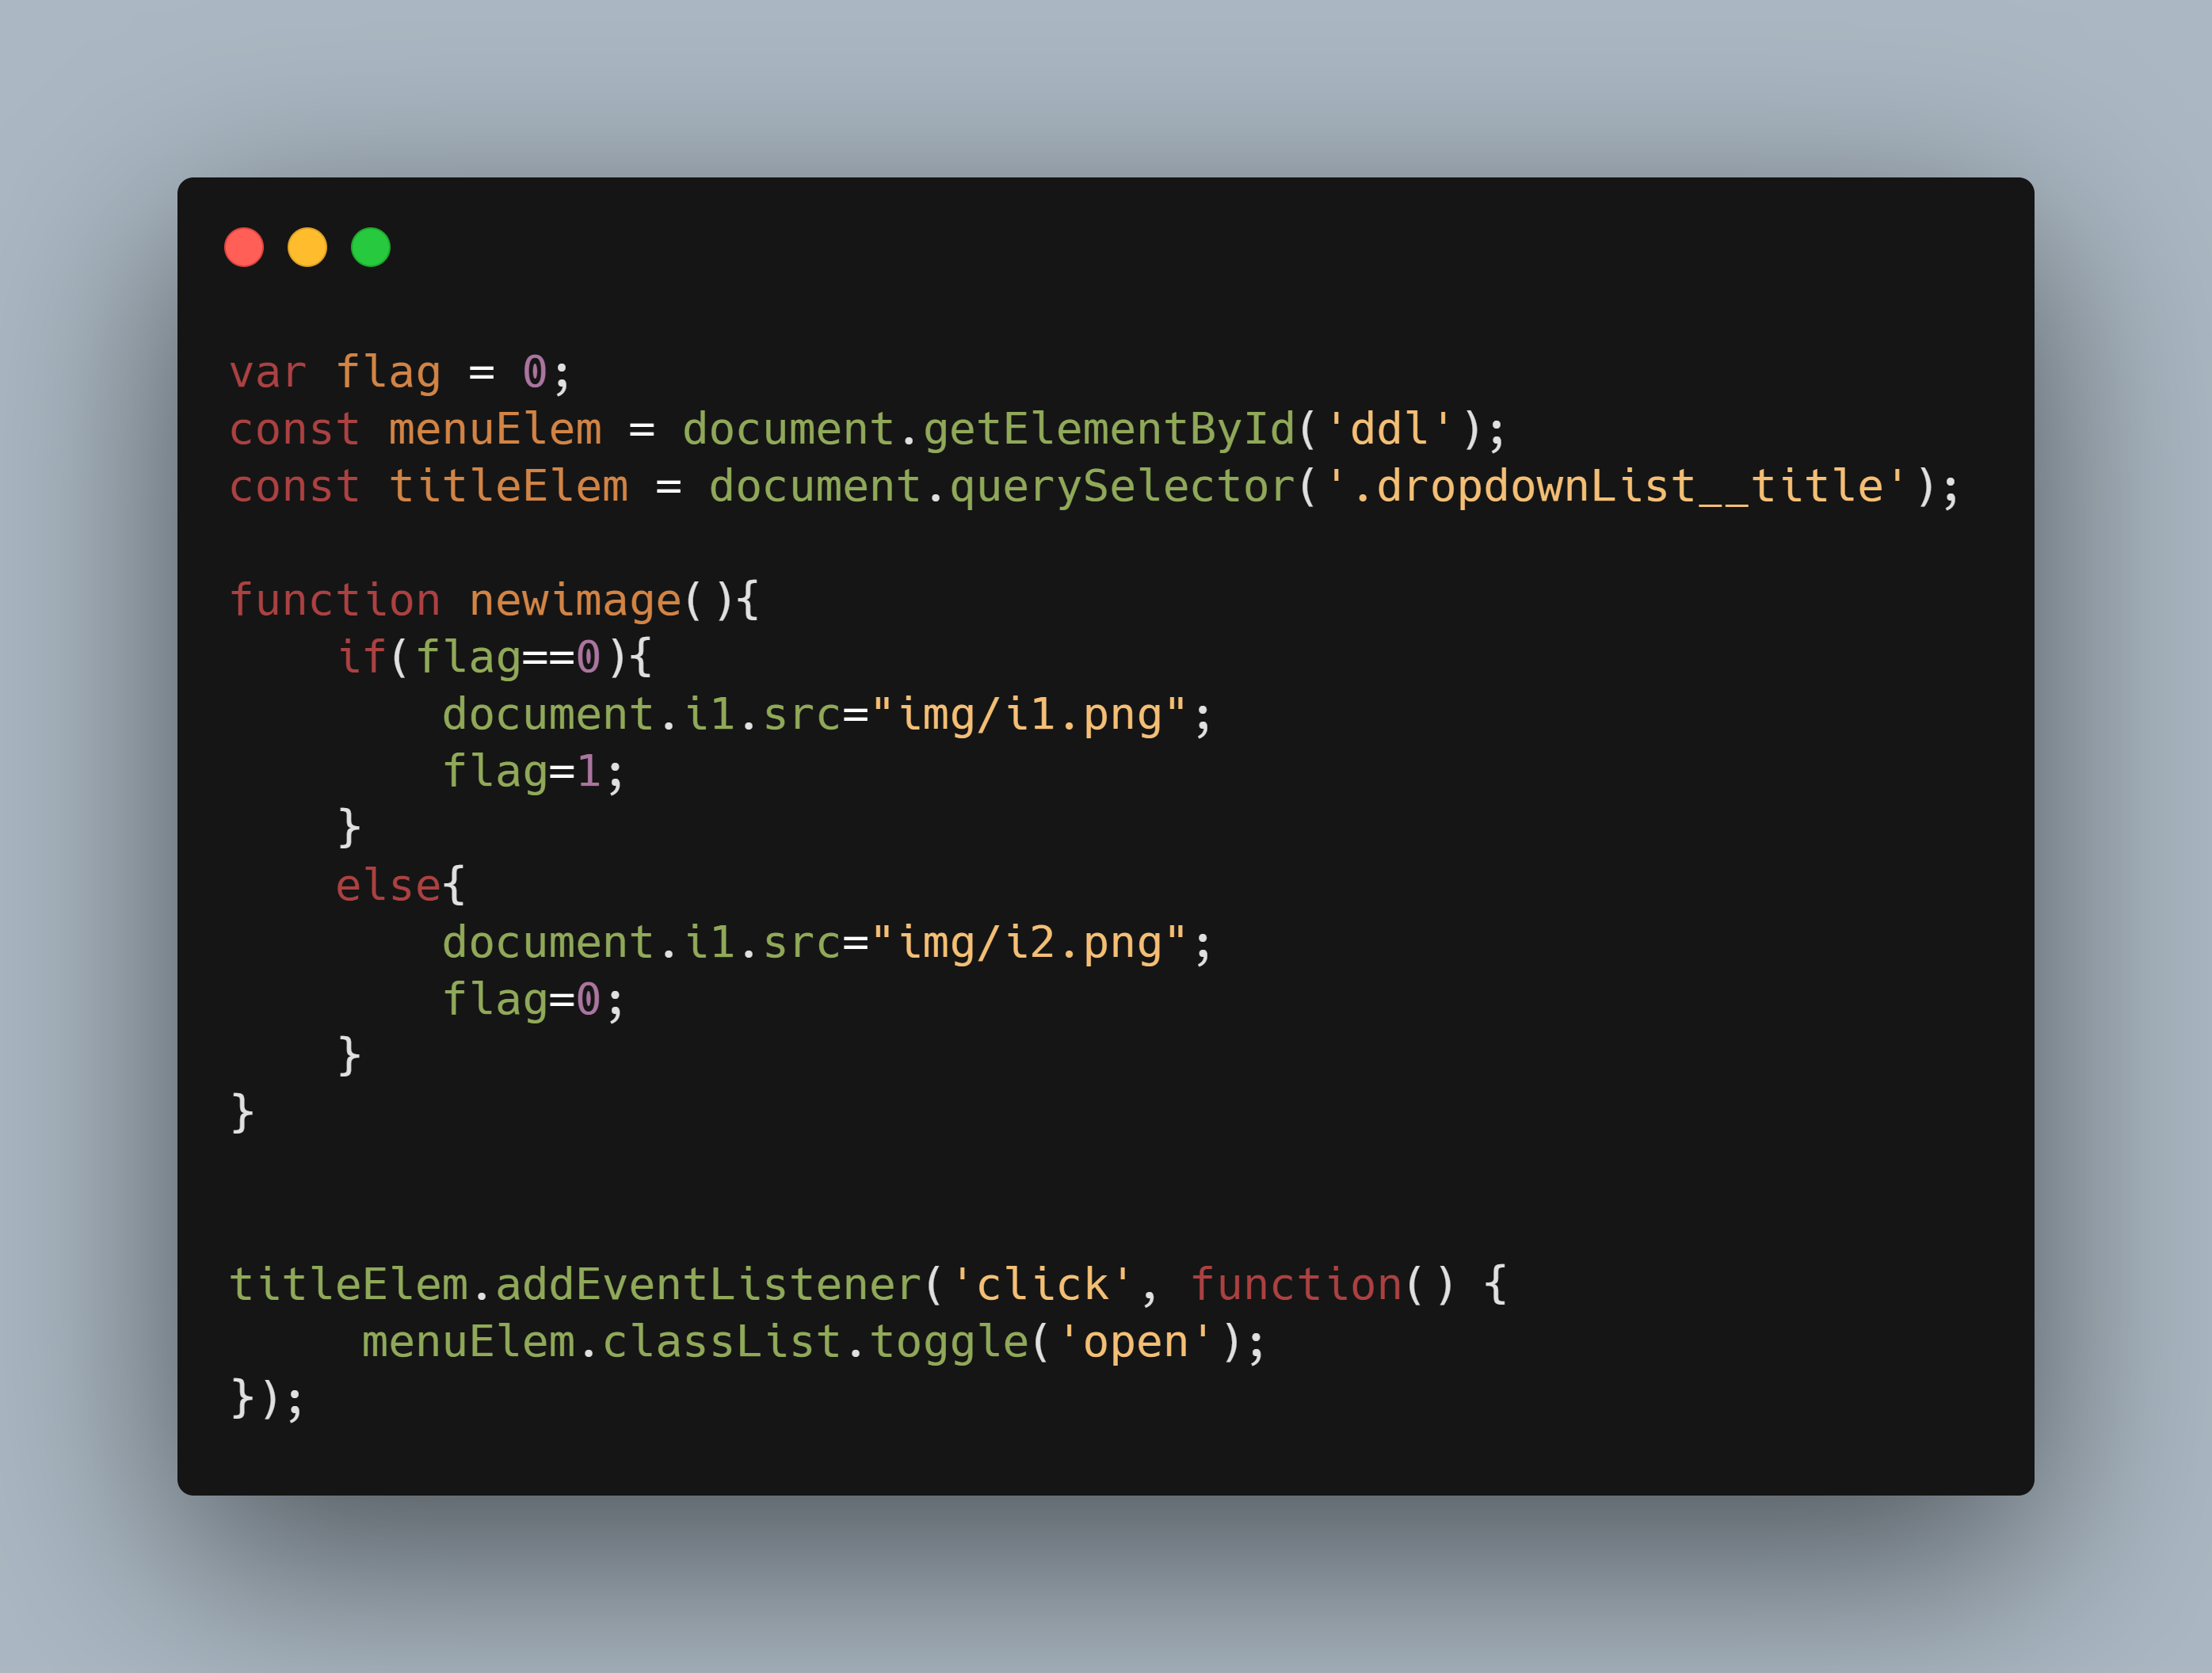 var flag = 0;
const menuElem = document.getElementById('ddl');
const titleElem = document.querySelector('.dropdownList__title');
function newimage(){
    if(flag==0){
        document.i1.src="img/i1.png";
        flag=1;
    }
    else{
        document.i1.src="img/i2.png";
        flag=0;
    }
}
titleElem.addEventListener('click', function() {
     menuElem.classList.toggle('open');
});